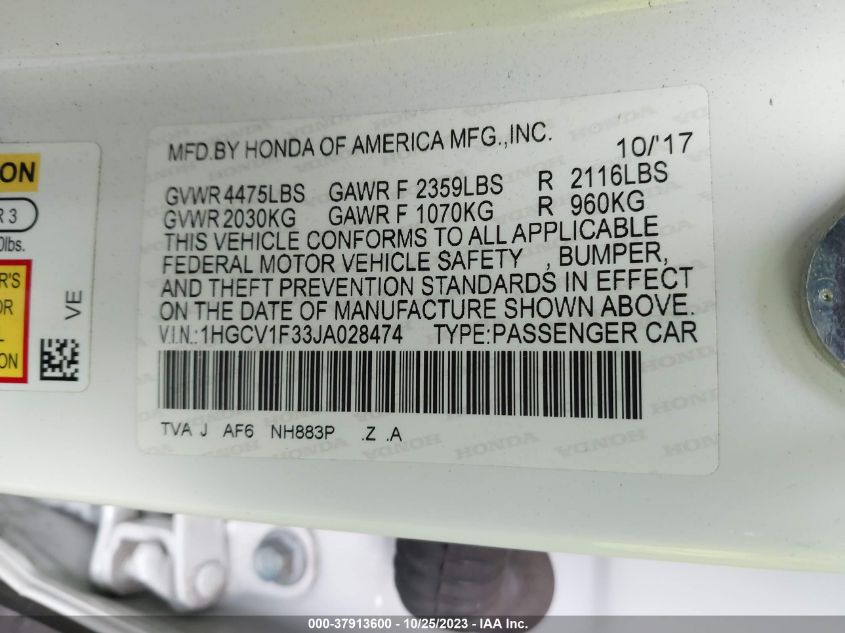 ON
R 3
0lbs.
R'S
OR
L
ION
VE
MFD.BY HONDA OF AMERICA MFG.,INC. 10/'17
GVWR 4475LBS GAWR F 2359LBS R 2116LBS
GVWR 2030KG GAWR F 1070KG R 960KG
THIS VEHICLE CONFORMS TO ALL APPLICABLE
FEDERAL MOTOR VEHICLE SAFETY , BUMPER,
AND THEFT PREVENTION STANDARDS IN EFFECT
ON THE DATE OF MANUFACTURE SHOWN ABOVE.
V.I.N.:1HGCV1F33JA028474 TYPE:PASSENGER CAR
TVA J AF6 NH883P .Z .A
000-37913600 - 10/25/2023 - IAA Inc.